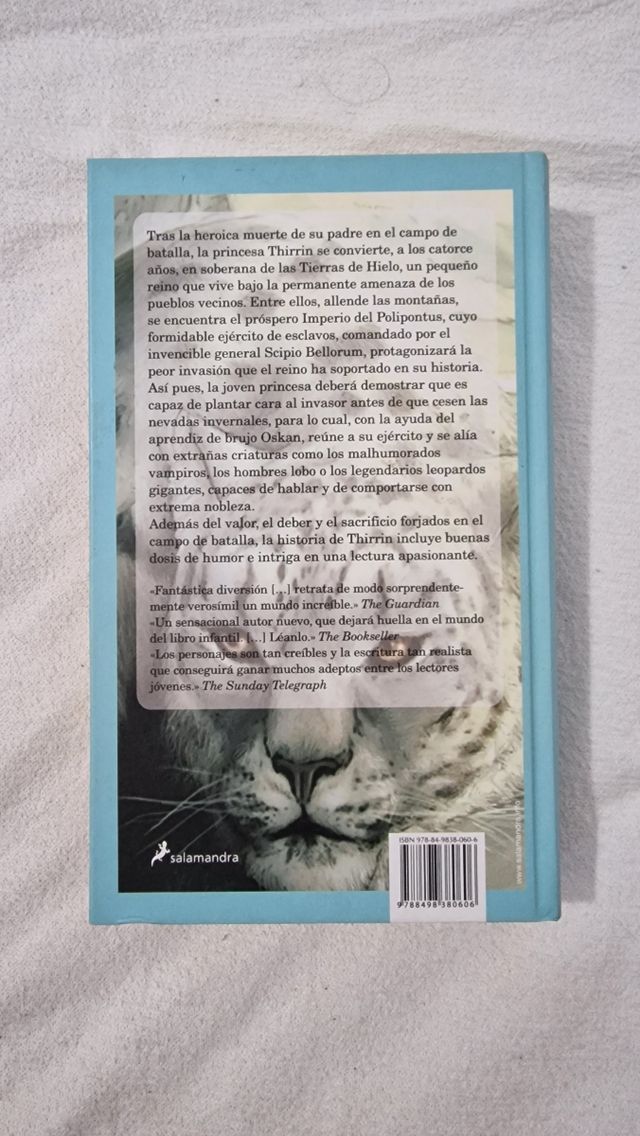 Tras la heroica muerte de su padre en el campo de
batalla, la princesa Thirrin se convierte, a los catorce
años, en soberana de las Tierras de Hielo, un pequeño
reino que vive bajo la permanente amenaza de los
pueblos vecinos. Entre ellos, allende las montañas,
se encuentra el próspero Imperio del Polipontus, cuyo
formidable ejército de esclavos, comandado por el
invencible general Scipio Bellorum, protagonizará la
peor invasión que el reino ha soportado en su historia.
Así pues, la joven princesa deberá demostrar que es
capaz de plantar cara al invasor antes de que cesen las
nevadas invernales, para lo cual, con la ayuda del
aprendiz de brujo Oskan, reúne a su ejército y se alía
con extrañas criaturas como los malhumorados
vampiros, los hombres lobo o los legendarios leopardos
gigantes, capaces de hablar y de comportarse con
extrema nobleza.
Además del valor, el deber y el sacrificio forjados en el
campo de batalla, la historia de Thirrin incluye buenas
dosis de humor e intriga en una lectura apasionante.
«Fantástica diversión [...] retrata de modo sorprendente-
mente verosímil un mundo increíble.» The Guardian
«Un sensacional autor nuevo, que dejará huella en el mundo
del libro infantil. [...] Léanlo.» The Bookseller
«Los personajes son tan creíbles y la escritura tan realista
que conseguirá ganar muchos adeptos entre los lectores
jóvenes.» The Sunday Telegraph
salamandra
ISBN 978-84-9838-060-6
9 788498 380606